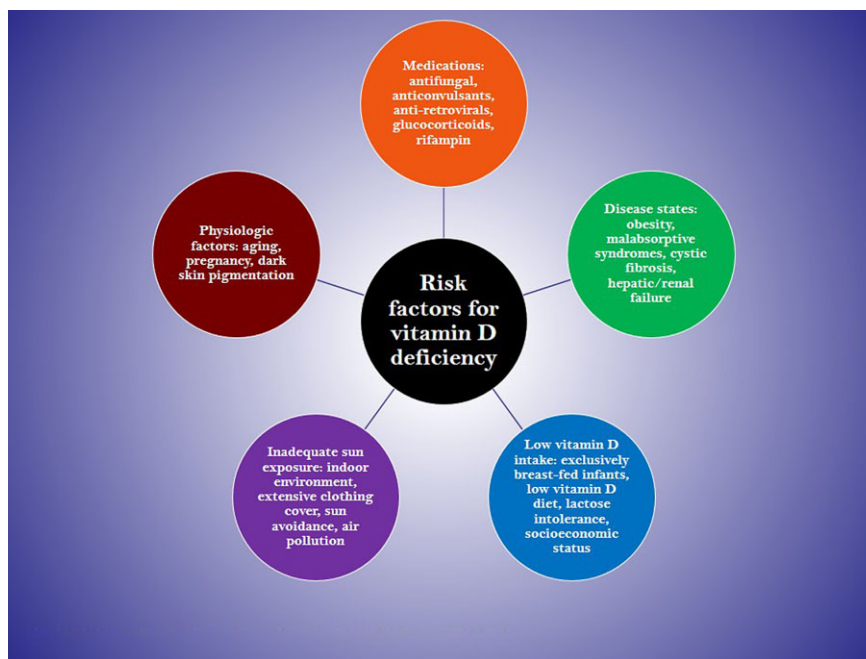 Medications:
antifungal,
anticonvulsants,
anti-retrovirals,
glucocorticoids,
rifampin
Physiologic
factors: aging,
pregnancy, dark
skin pigmentation
Disease states:
obesity,
malabsorptive
syndromes, cystic
fibrosis,
hepatic/renal
failure
Risk
factors for
vitamin D
deficiency
Inadequate sun
exposure: indoor
environment,
extensive clothing
cover, sun
avoidance, air
pollution
Low vitamin D
intake: exclusively
breast-fed infants,
low vitamin D
diet, lactose
intolerance,
socioeconomic
status